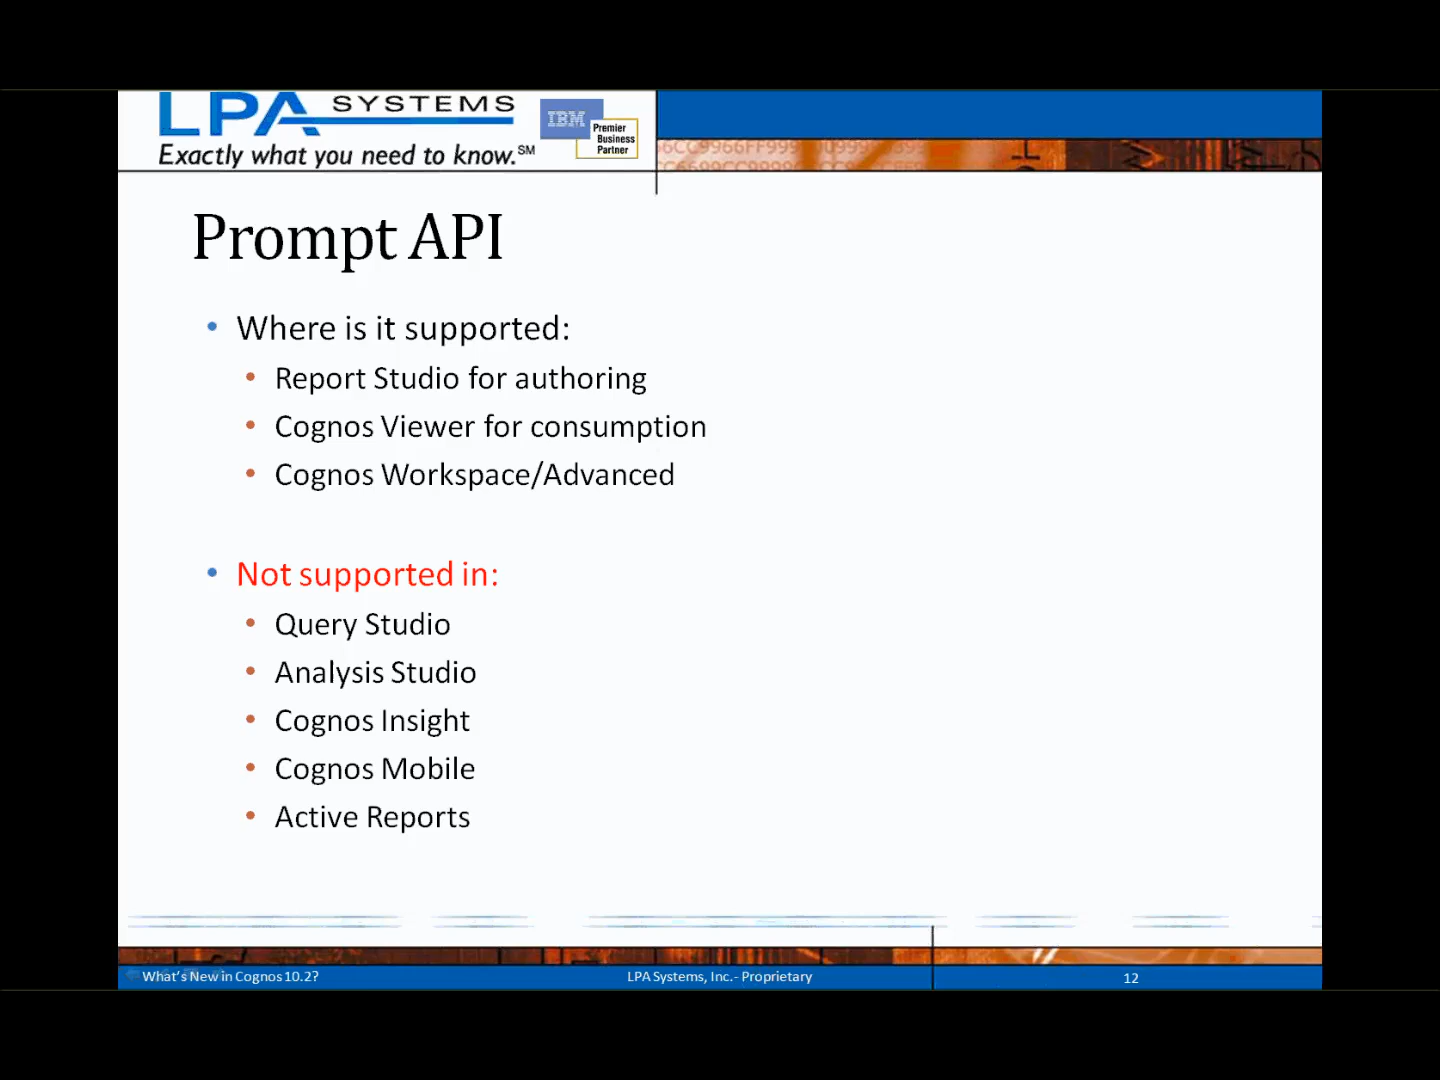 LPA SYSTEMS
Exactly what you need to know.SM
IBM
Premier
Business
Partner
Prompt API
• Where is it supported:
• Report Studio for authoring
• Cognos Viewer for consumption
• Cognos Workspace/Advanced
• Not supported in:
• Query Studio
• Analysis Studio
• Cognos Insight
• Cognos Mobile
• Active Reports
What's New in Cognos 10.2?
LPA Systems, Inc.- Proprietary
12